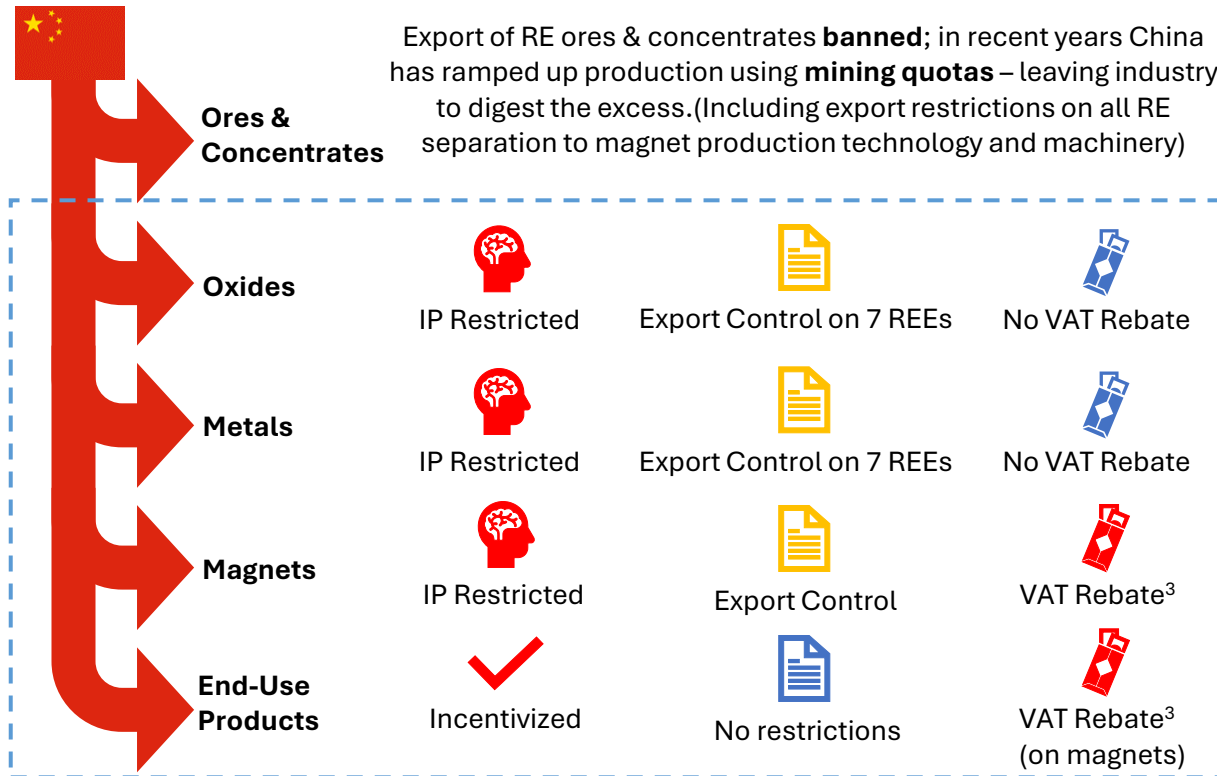 Export of RE ores & concentrates banned; in recent years China
has ramped up production using mining quotas – leaving industry
to digest the excess.(Including export restrictions on all RE
separation to magnet production technology and machinery)
Ores &
Concentrates
Oxides
IP Restricted
Export Control on 7 REEs
No VAT Rebate
Metals
IP Restricted
Export Control on 7 REEs
No VAT Rebate
Magnets
IP Restricted
Export Control
VAT Rebate³
End-Use
Products
Incentivized
No restrictions
VAT Rebate³
(on magnets)